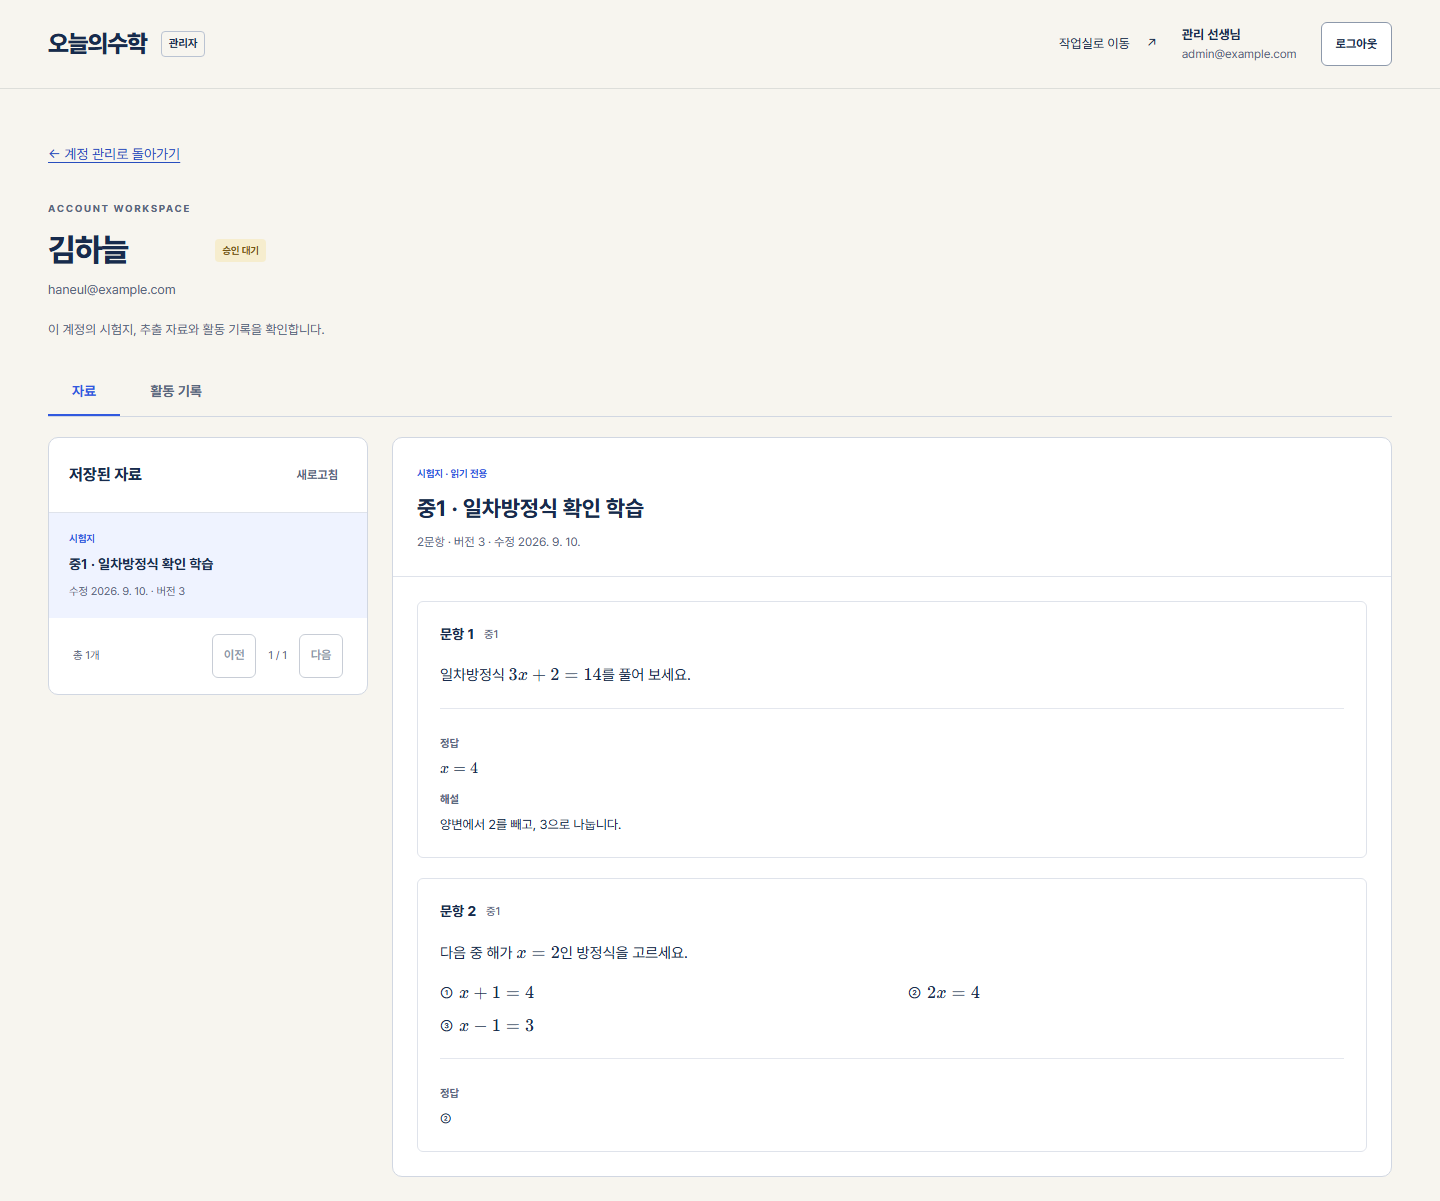 오늘의수학 관리자
작업실로 이동 ↗
관리 선생님
admin@example.com
로그아웃
← 계정 관리로 돌아가기
ACCOUNT WORKSPACE
김하늘 승인 대기
haneul@example.com
이 계정의 시험지, 추출 자료와 활동 기록을 확인합니다.
자료 활동 기록
저장된 자료 새로고침
시험지
중1 · 일차방정식 확인 학습
수정 2026. 9. 10. · 버전 3
총 1개 이전 1 / 1 다음
시험지 · 읽기 전용
중1 · 일차방정식 확인 학습
2문항 · 버전 3 · 수정 2026. 9. 10.
문항 1 중1
일차방정식 3x + 2 = 14를 풀어 보세요.
정답
x = 4
해설
양변에서 2를 빼고, 3으로 나눕니다.
문항 2 중1
다음 중 해가 x = 2인 방정식을 고르세요.
① x + 1 = 4 ② 2x = 4
③ x − 1 = 3
정답
②